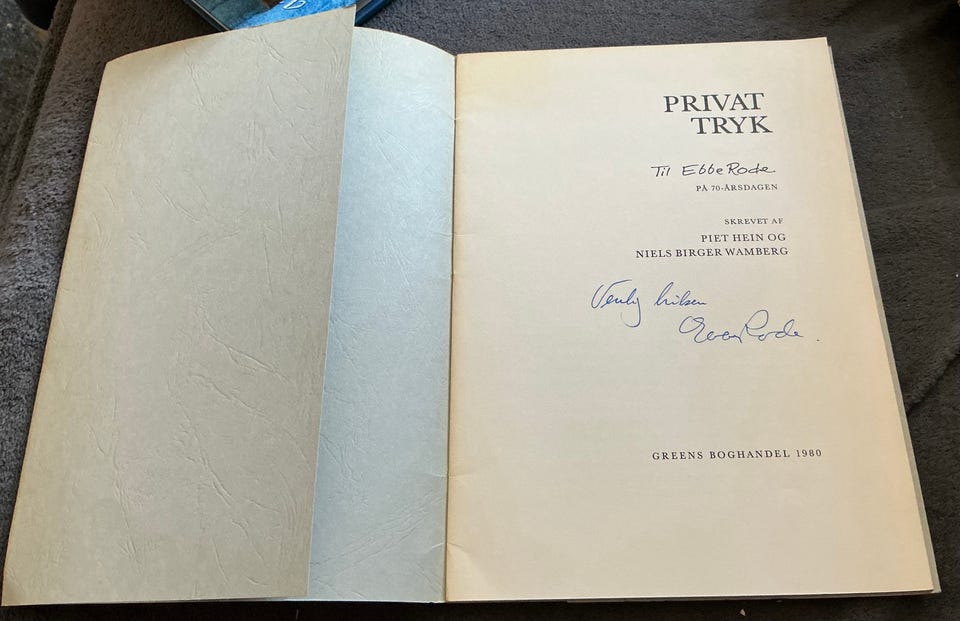 PRIVAT
TRYK
Til Ebbe Rode
PÅ 70-ÅRSDAGEN
SKREVET AF
PIET HEIN OG
NIELS BIRGER WAMBERG
Venlig hilsen
Ebbe Rode.
GREENS BOGHANDEL 1980